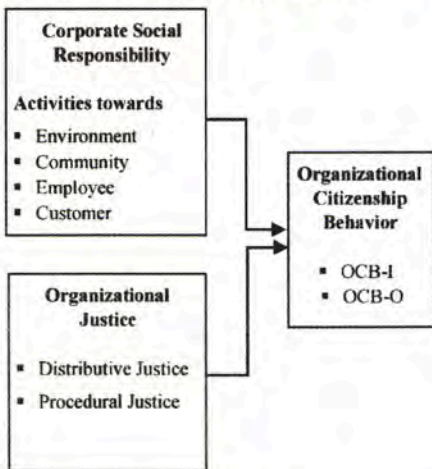 Corporate Social
Responsibility
Activities towards
▪ Environment
▪ Community
▪ Employee
▪ Customer
Organizational
Citizenship
Behavior
▪ OCB-I
▪ OCB-O
Organizational
Justice
▪ Distributive Justice
▪ Procedural Justice